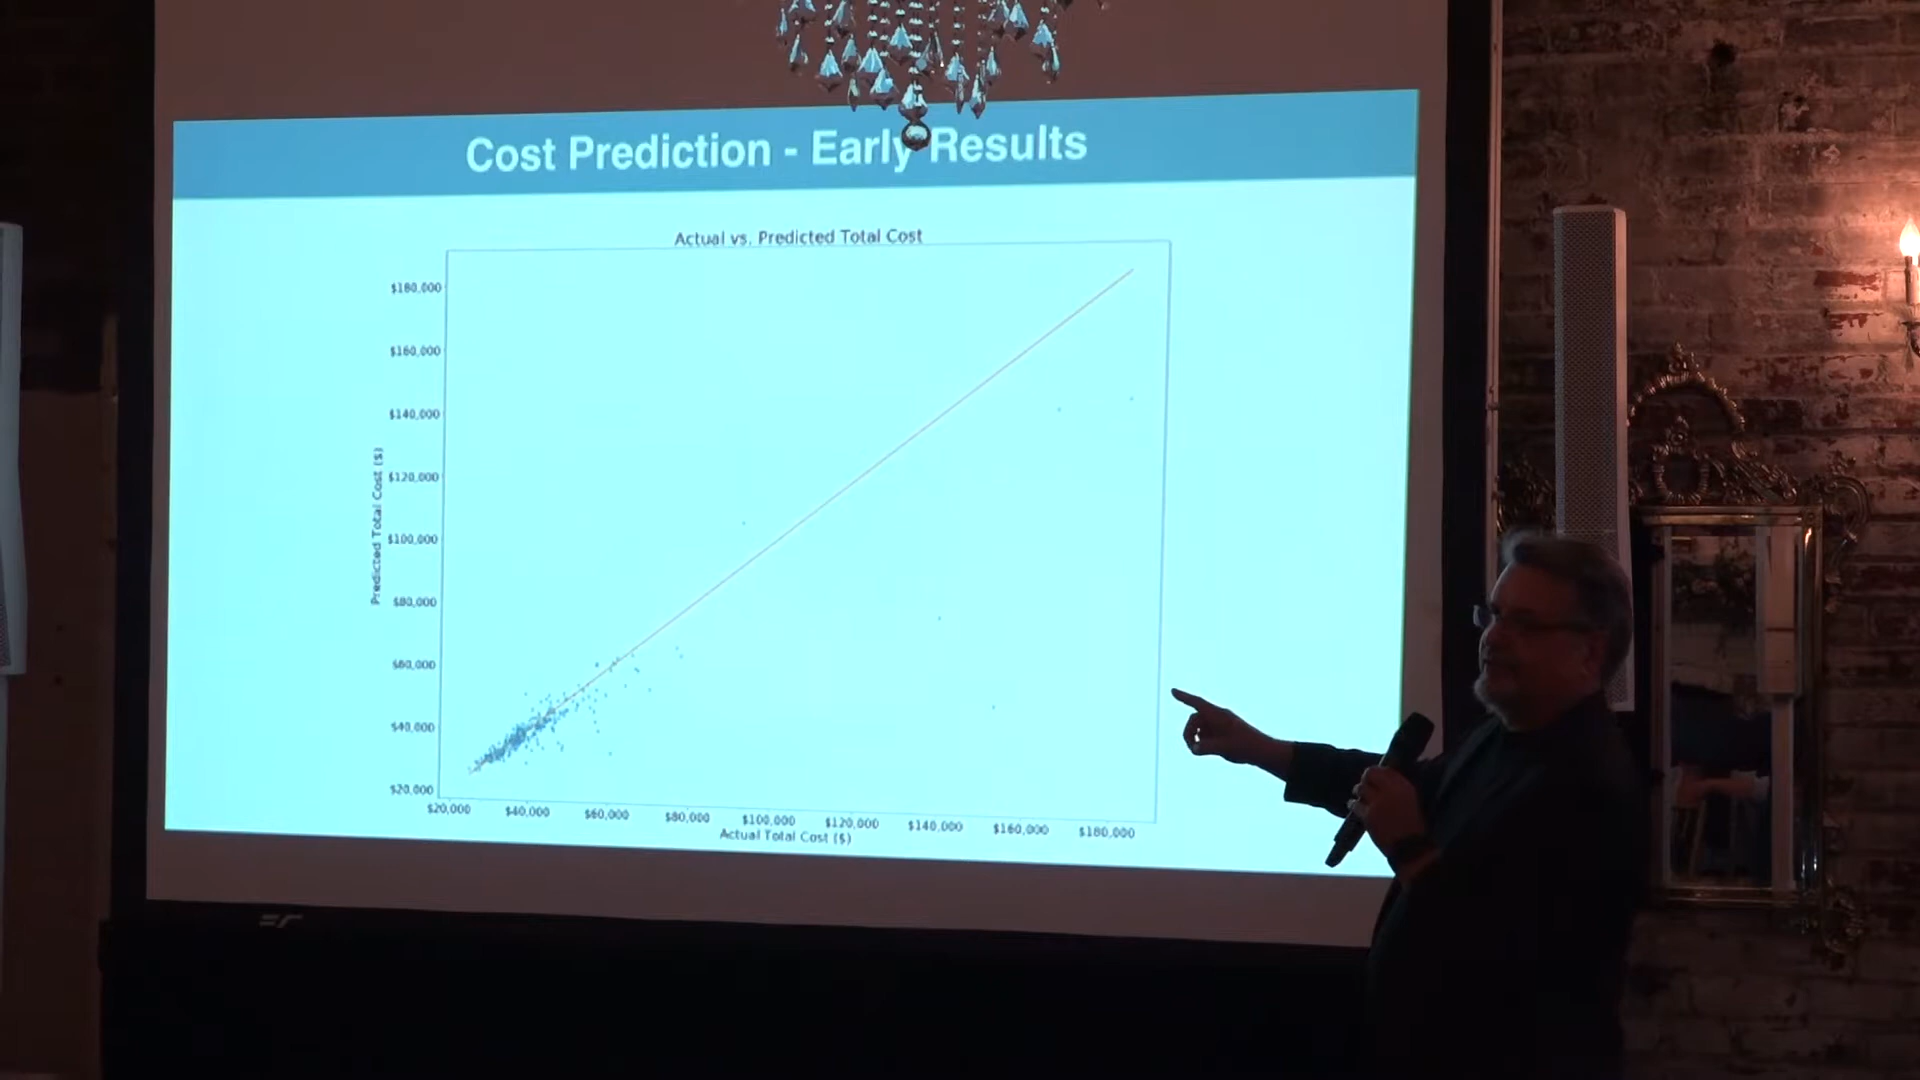 Cost Prediction - Early Results
Actual vs. Predicted Total Cost
$180,000
$160,000
$140,000
$120,000
$100,000
$80,000
$60,000
$40,000
$20,000
Predicted Total Cost ($)
$20,000 $40,000 $60,000 $80,000 $100,000 $120,000 $140,000 $160,000 $180,000
Actual Total Cost ($)